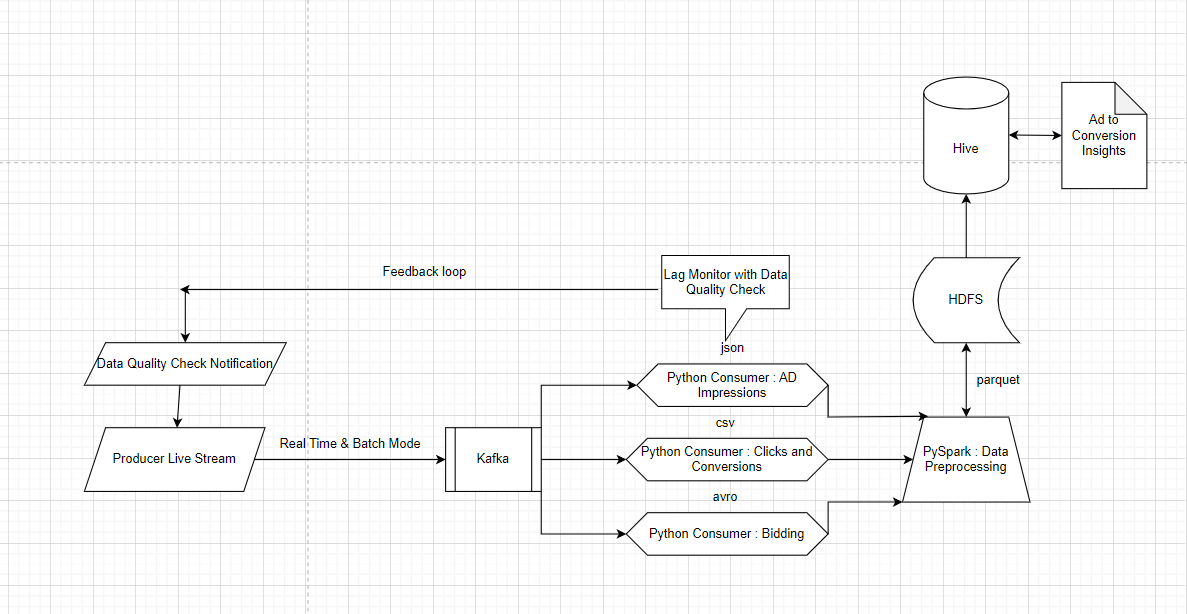 Ad to
Conversion
Insights
Hive
Feedback loop
Lag Monitor with Data
Quality Check
HDFS
json
Data Quality Check Notification
Python Consumer : AD
Impressions
parquet
csv
Real Time & Batch Mode
Producer Live Stream
Kafka
Python Consumer : Clicks and
Conversions
PySpark : Data
Preprocessing
avro
Python Consumer : Bidding